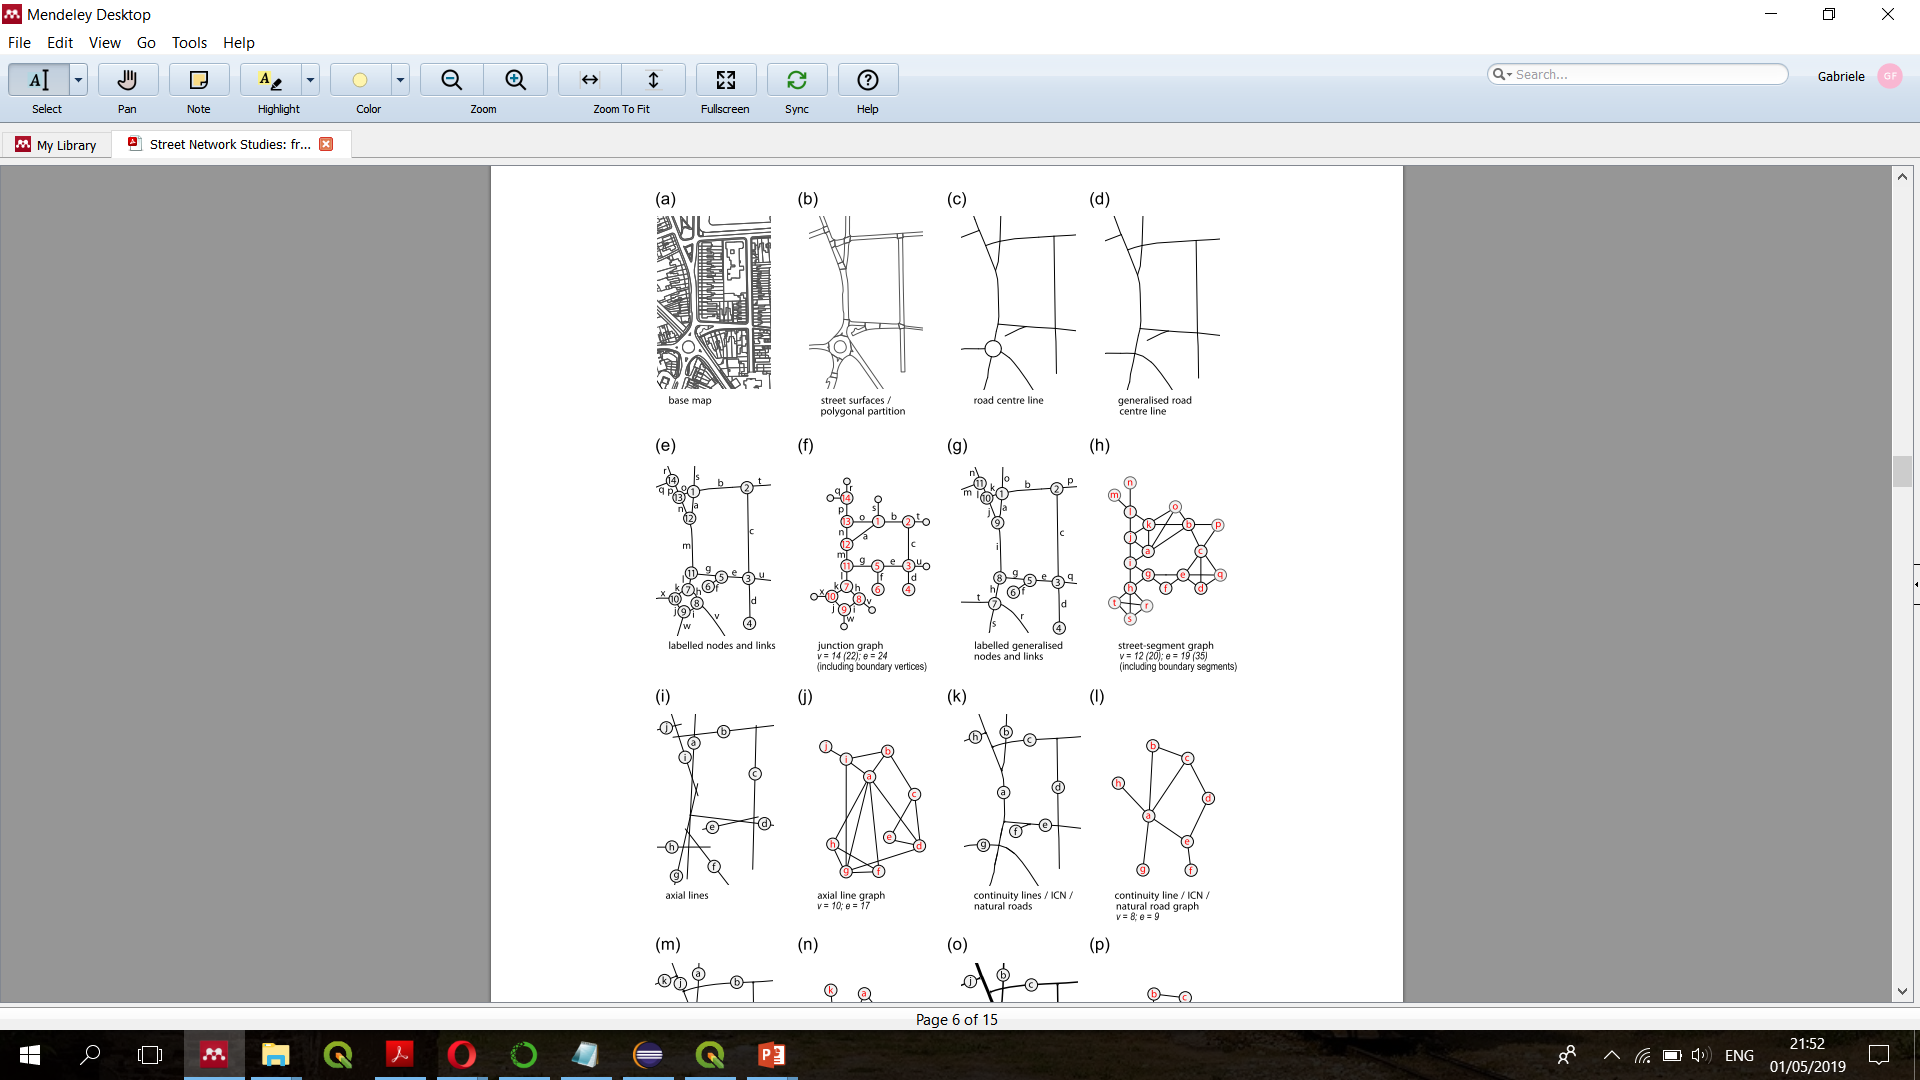 Mendeley Desktop
File Edit View Go Tools Help
Select Pan Note Highlight Color Zoom Zoom To Fit Fullscreen Sync Help
Search...
Gabriele GF
My Library Street Network Studies: fr...
(a) (b) (c) (d)
base map
street surfaces /
polygonal partition
road centre line
generalised road
centre line
(e) (f) (g) (h)
labelled nodes and links
junction graph
v = 14 (22); e = 24
(including boundary vertices)
labelled generalised
nodes and links
street-segment graph
v = 12 (20); e = 19 (35)
(including boundary segments)
(i) (j) (k) (l)
axial lines
axial line graph
v = 10; e = 17
continuity lines / ICN /
natural roads
continuity line / ICN /
natural road graph
v = 8; e = 9
(m) (n) (o) (p)
Page 6 of 15
ENG
21:52
01/05/2019